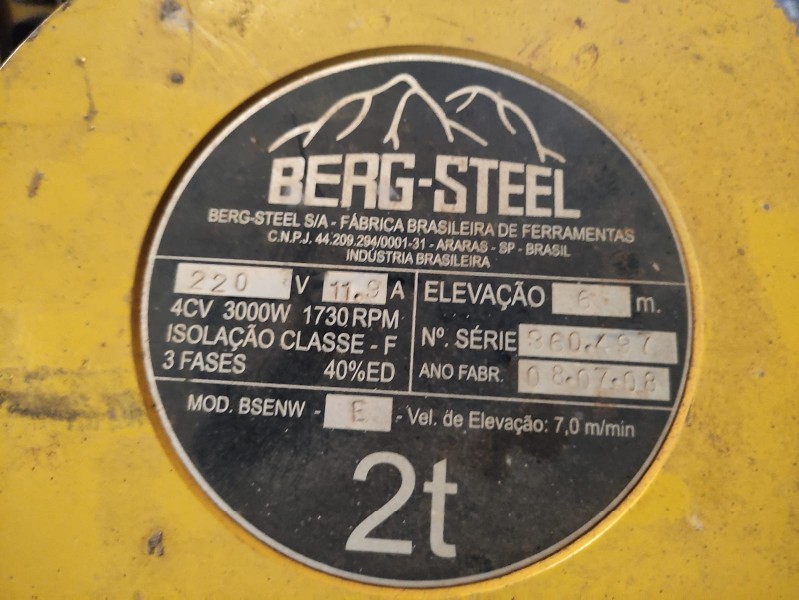 BERG-STEEL
BERG-STEEL S/A - FÁBRICA BRASILEIRA DE FERRAMENTAS
C.N.P.J. 44.209.294/0001-31 - ARARAS - SP - BRASIL
INDÚSTRIA BRASILEIRA
220 V 11.9 A
4CV 3000W 1730 RPM
ISOLAÇÃO CLASSE - F
3 FASES 40%ED
ELEVAÇÃO m.
Nº. SÉRIE
ANO FABR. 08.07.08
MOD. BSENW - E - Vel. de Elevação: 7,0 m/min
2t